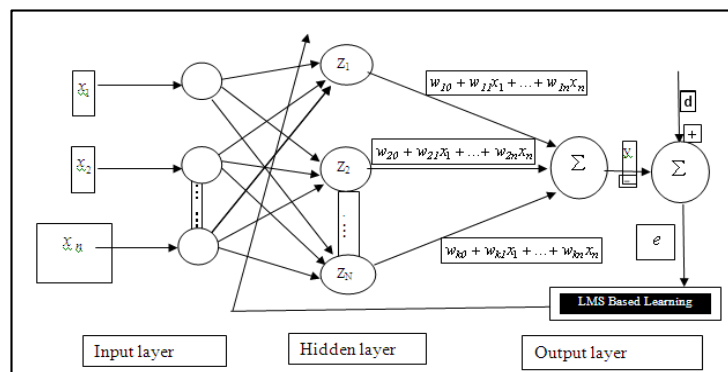 x1
x2
xn
Z1
Z2
ZN
w10 + w11x1 + ... + w1nxn
w20 + w21x1 + ... + w2nxn
wk0 + wk1x1 + ... + wknxn
Σ
y
−
d
+
Σ
e
LMS Based Learning
Input layer
Hidden layer
Output layer